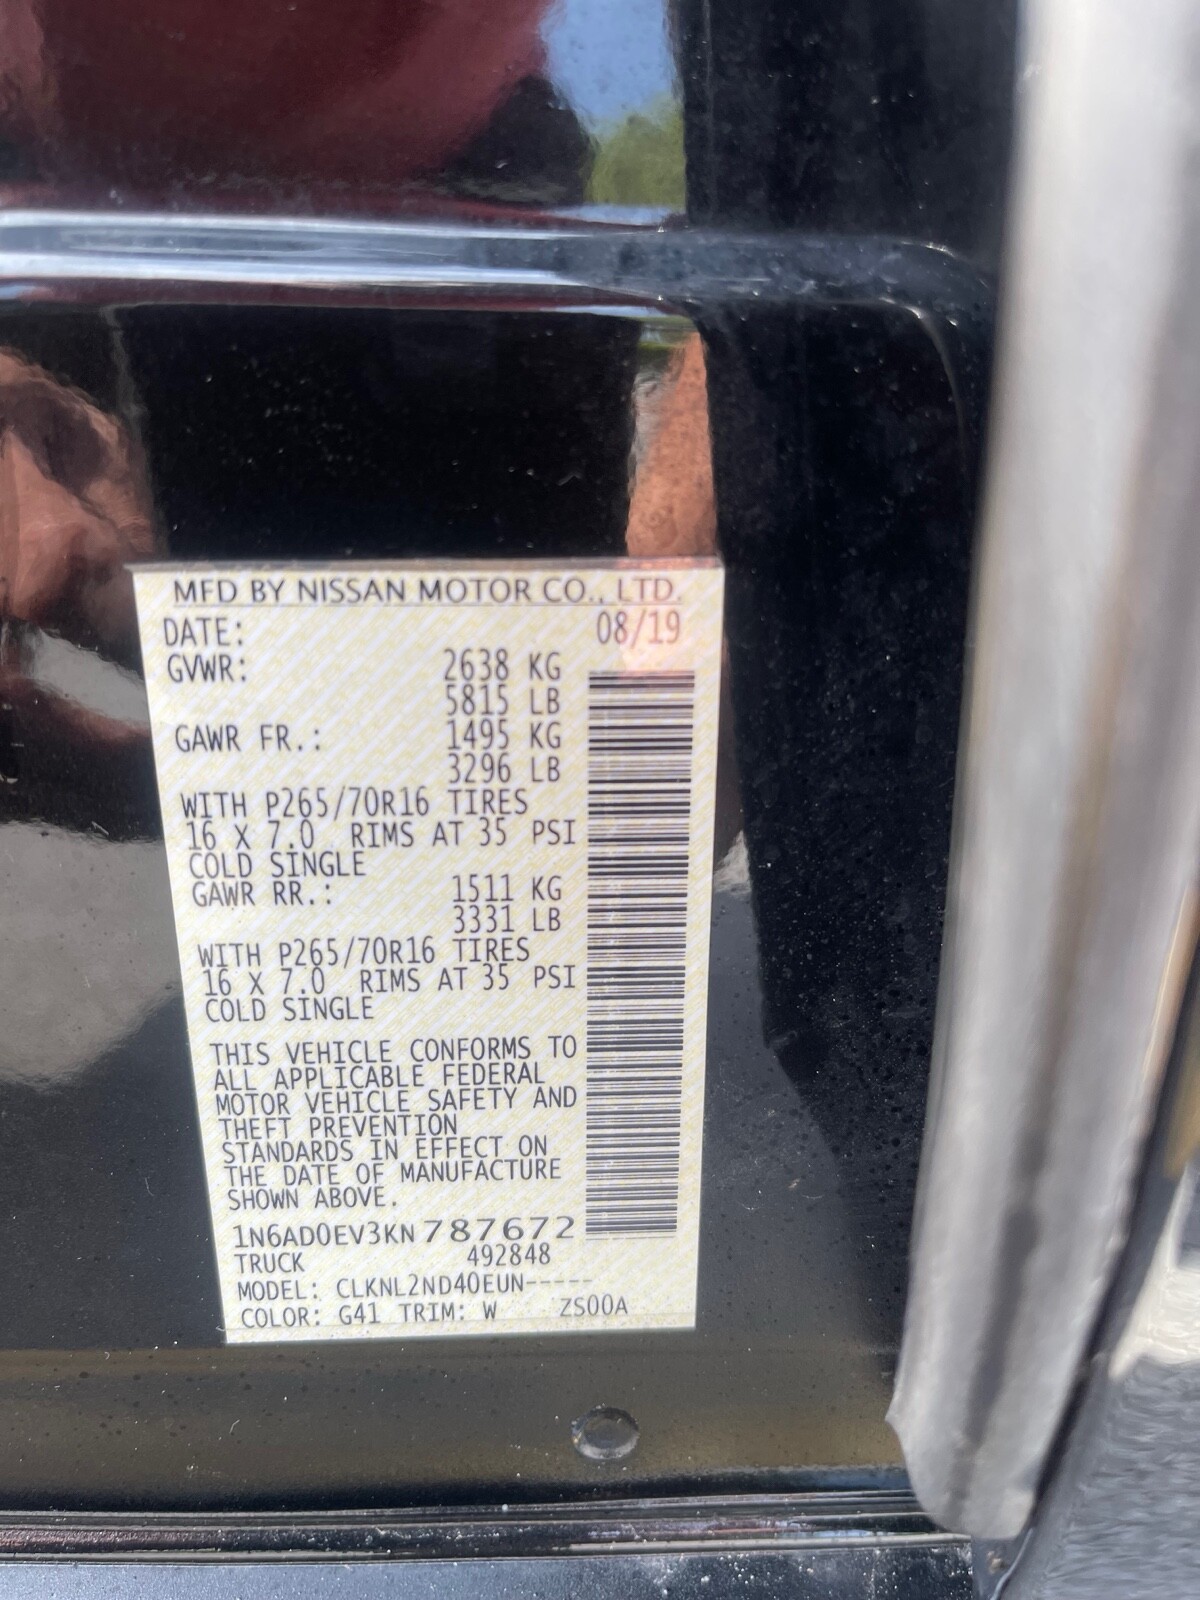 MFD BY NISSAN MOTOR CO., LTD.
DATE: 08/19
GVWR: 2638 KG
5815 LB
GAWR FR.: 1495 KG
3296 LB
WITH P265/70R16 TIRES
16 X 7.0 RIMS AT 35 PSI
COLD SINGLE
GAWR RR.: 1511 KG
3331 LB
WITH P265/70R16 TIRES
16 X 7.0 RIMS AT 35 PSI
COLD SINGLE
THIS VEHICLE CONFORMS TO
ALL APPLICABLE FEDERAL
MOTOR VEHICLE SAFETY AND
THEFT PREVENTION
STANDARDS IN EFFECT ON
THE DATE OF MANUFACTURE
SHOWN ABOVE.
1N6AD0EV3KN787672
TRUCK 492848
MODEL: CLKNL2ND40EUN-----
COLOR: G41 TRIM: W ZS00A